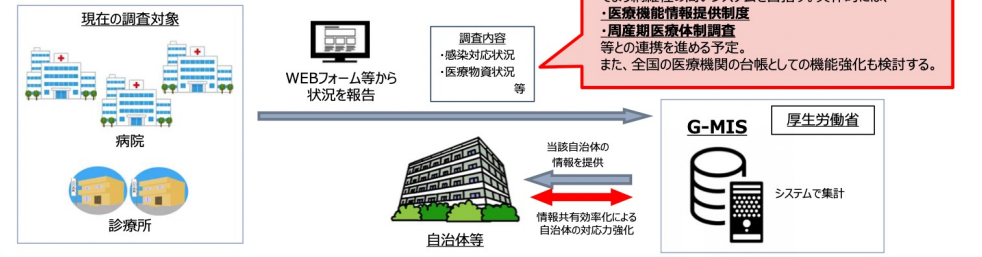 現在の調査対象
病院
診療所
WEBフォーム等から
状況を報告
調査内容
・感染対応状況
・医療物資状況
等
・医療機能情報提供制度
・周産期医療体制調査
等との連携を進める予定。
また、全国の医療機関の台帳としての機能強化も検討する。
G-MIS
厚生労働省
システムで集計
当該自治体の
情報を提供
情報共有効率化による
自治体の対応力強化
自治体等